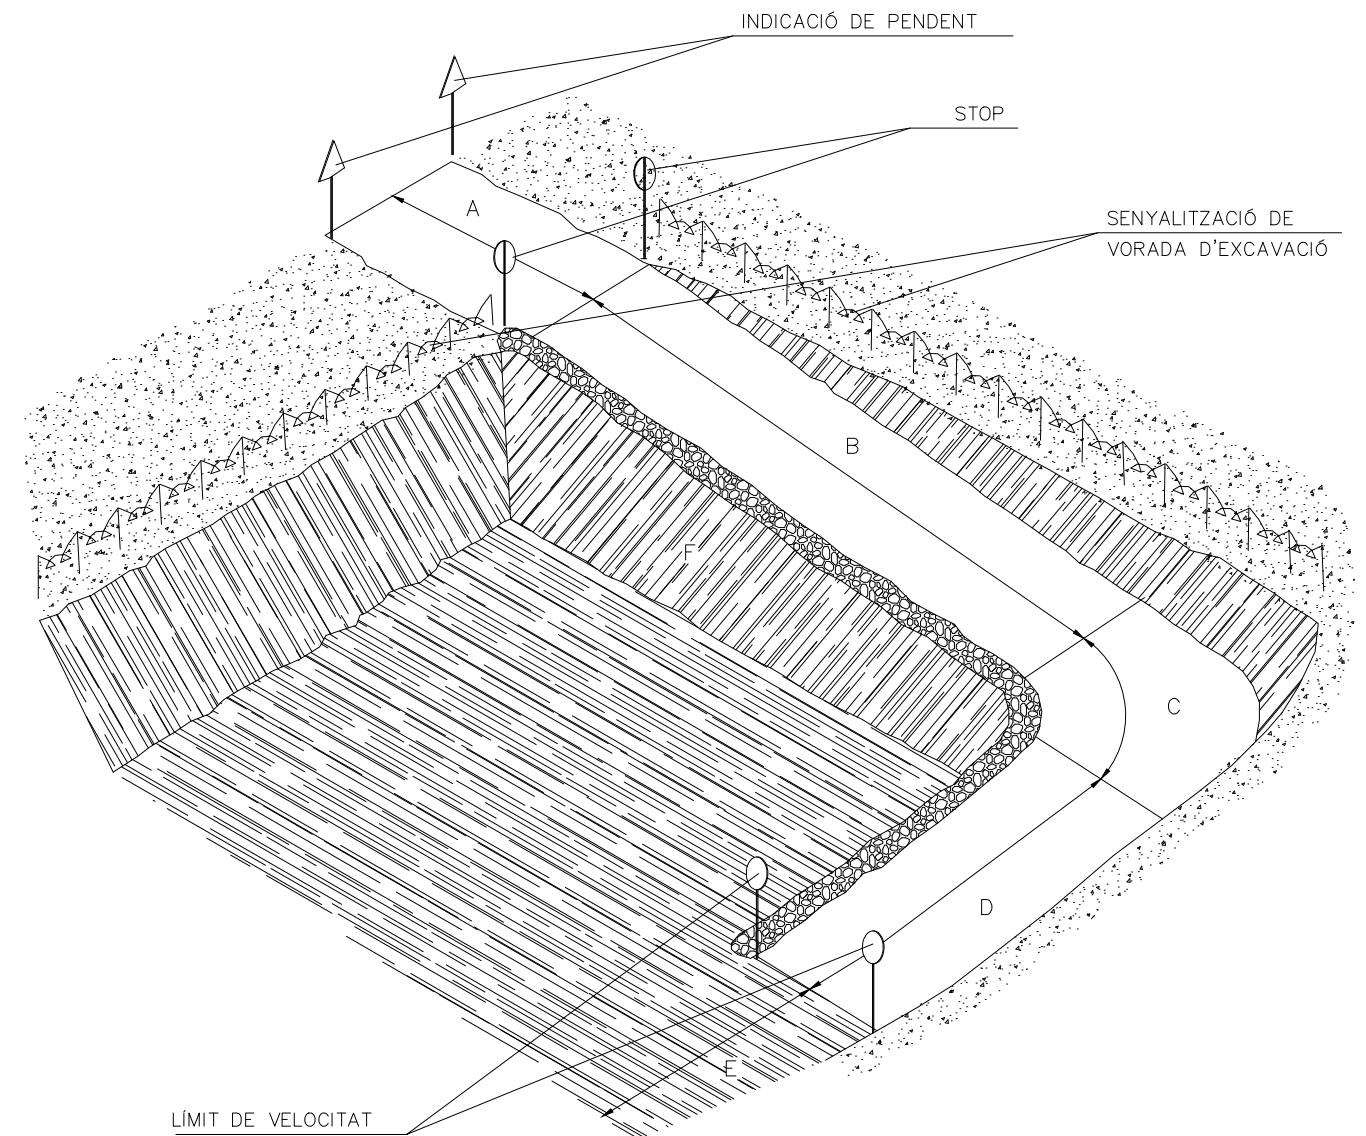 INDICACIÓ DE PENDENT
STOP
A
SENYALITZACIÓ DE
VORADA D'EXCAVACIÓ
B
F
C
D
E
LÍMIT DE VELOCITAT